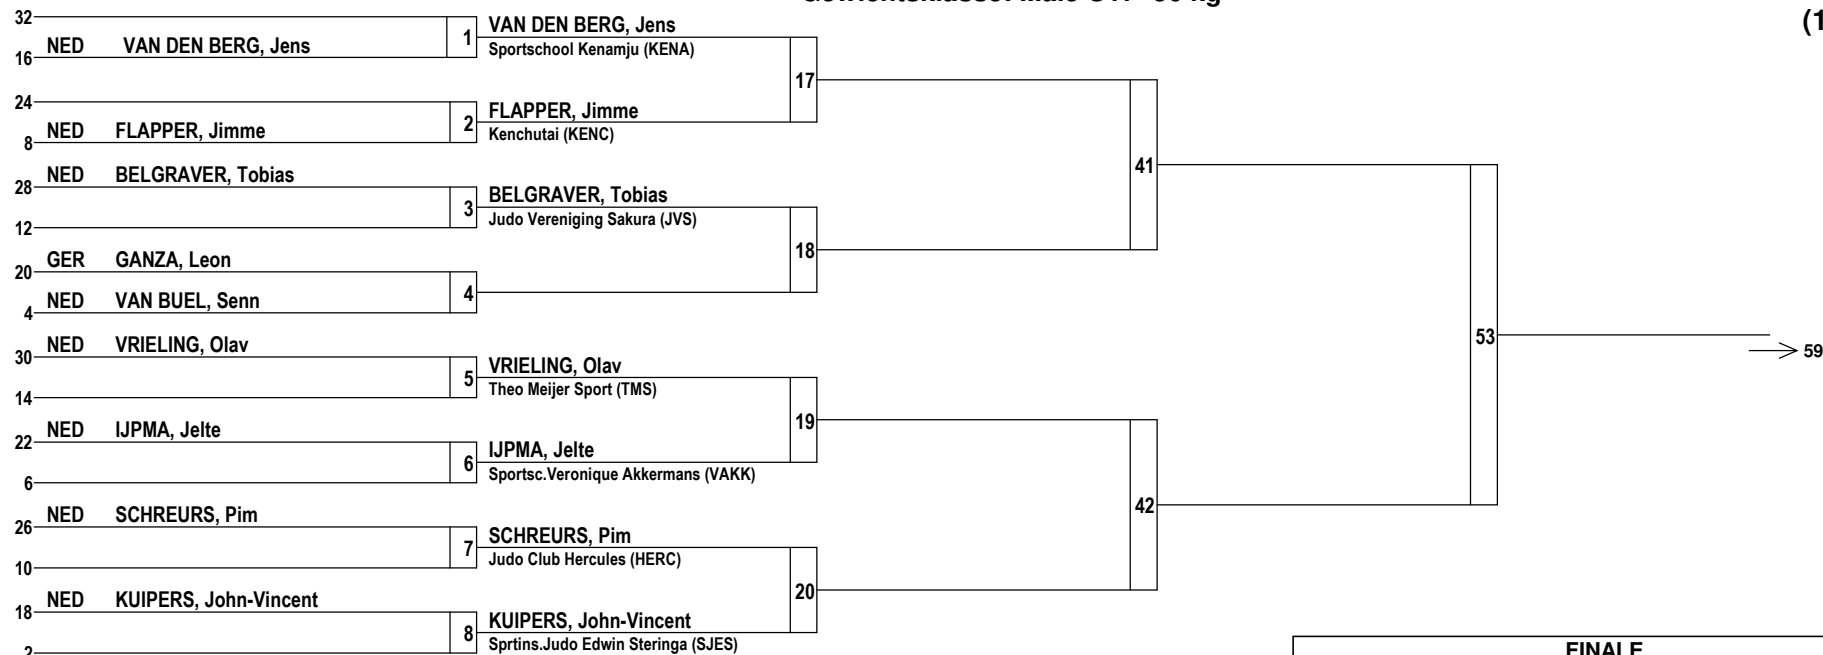 (1
32
NED VAN DEN BERG, Jens
16
1
VAN DEN BERG, Jens
Sportschool Kenamju (KENA)
17
24
NED FLAPPER, Jimme
8
2
FLAPPER, Jimme
Kenchutai (KENC)
41
NED BELGRAVER, Tobias
28
12
3
BELGRAVER, Tobias
Judo Vereniging Sakura (JVS)
18
GER GANZA, Leon
20
NED VAN BUEL, Senn
4
4
53
59
NED VRIELING, Olav
30
14
5
VRIELING, Olav
Theo Meijer Sport (TMS)
19
NED IJPMA, Jelte
22
6
6
IJPMA, Jelte
Sportsc.Veronique Akkermans (VAKK)
42
NED SCHREURS, Pim
26
10
7
SCHREURS, Pim
Judo Club Hercules (HERC)
20
NED KUIPERS, John-Vincent
18
2
8
KUIPERS, John-Vincent
Sprtins.Judo Edwin Steringa (SJES)
FINALE